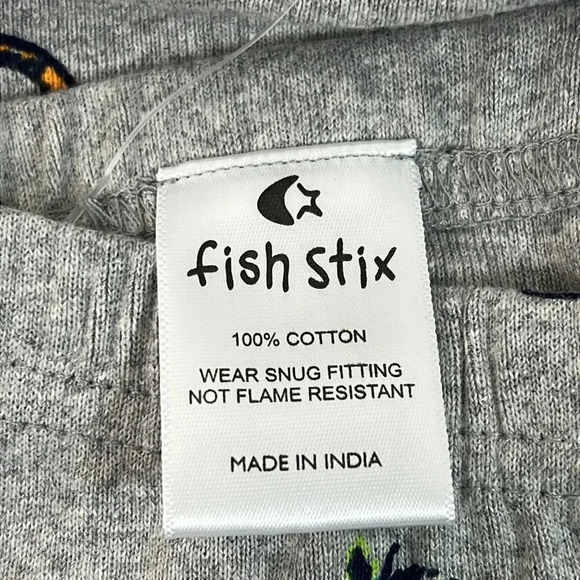 fish stix
100% COTTON
WEAR SNUG FITTING
NOT FLAME RESISTANT
MADE IN INDIA